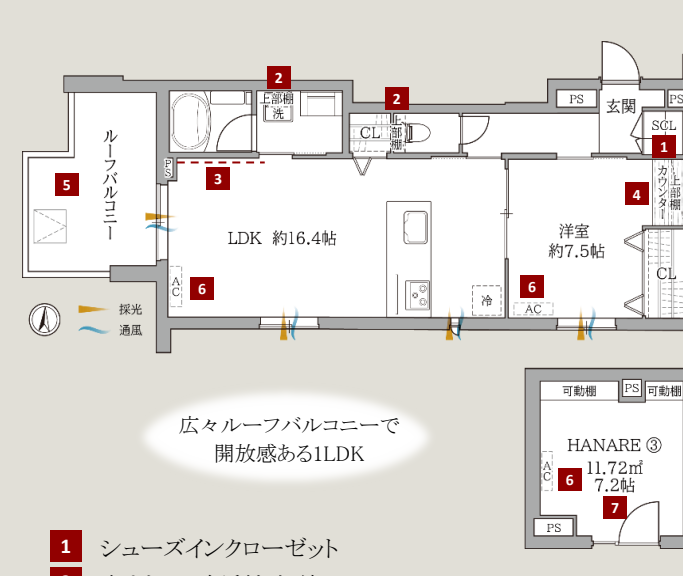 2
2
上部棚
洗
PS
玄関
PS
CL
上部棚
SCL
1
ルーフバルコニー
PS
3
5
4
カウンター
上部棚
LDK 約16.4帖
洋室
約7.5帖
AC
6
6
AC
冷
CL
採光
通風
広々ルーフバルコニーで
開放感ある1LDK
可動棚
PS
可動棚
HANARE ③
11.72㎡
7.2帖
AC
6
7
PS
1 シューズインクローゼット